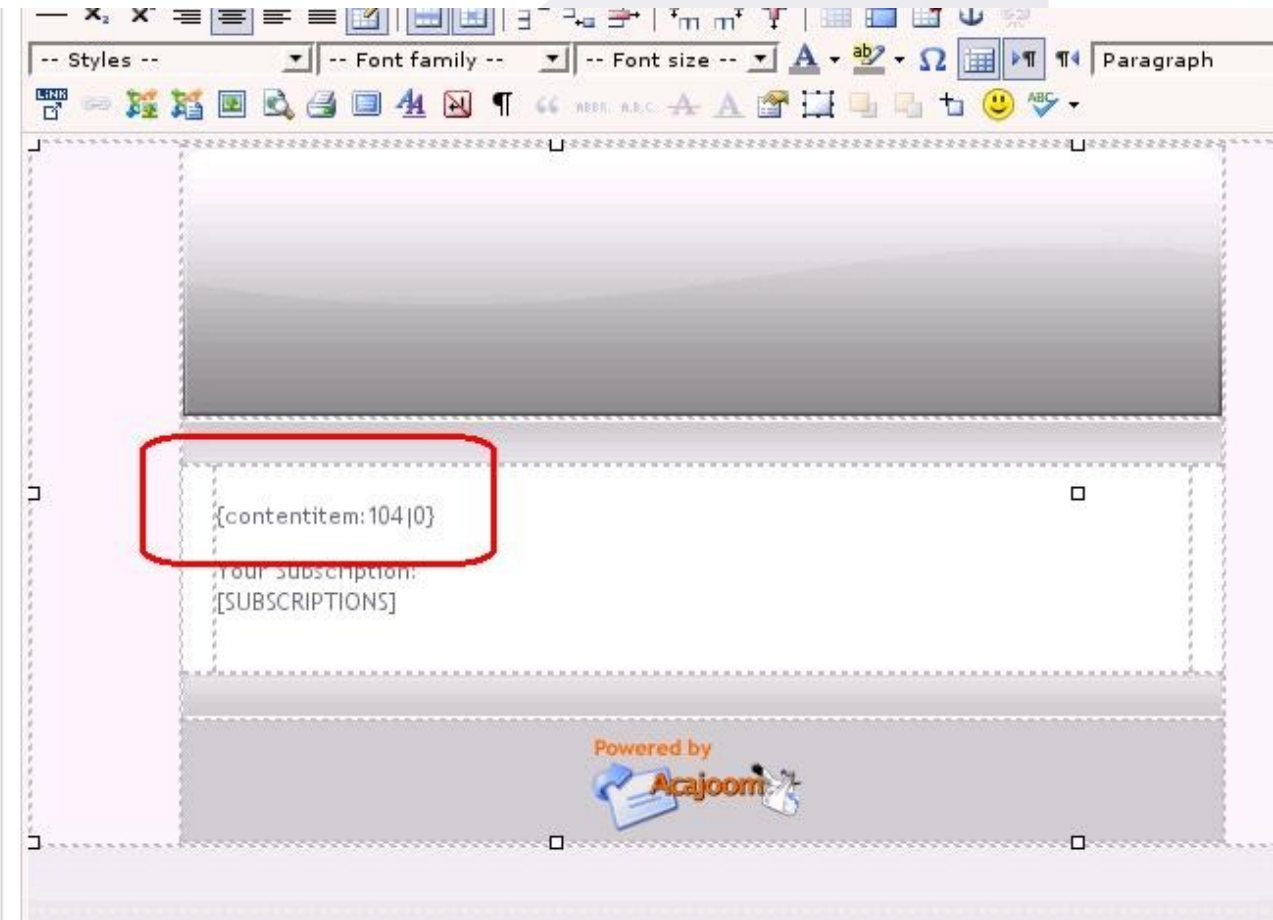 -- Styles -- -- Font family -- -- Font size -- Paragraph
{contentitem:104|0}
Your Subscription:
[SUBSCRIPTIONS]
Powered by
Acajoom